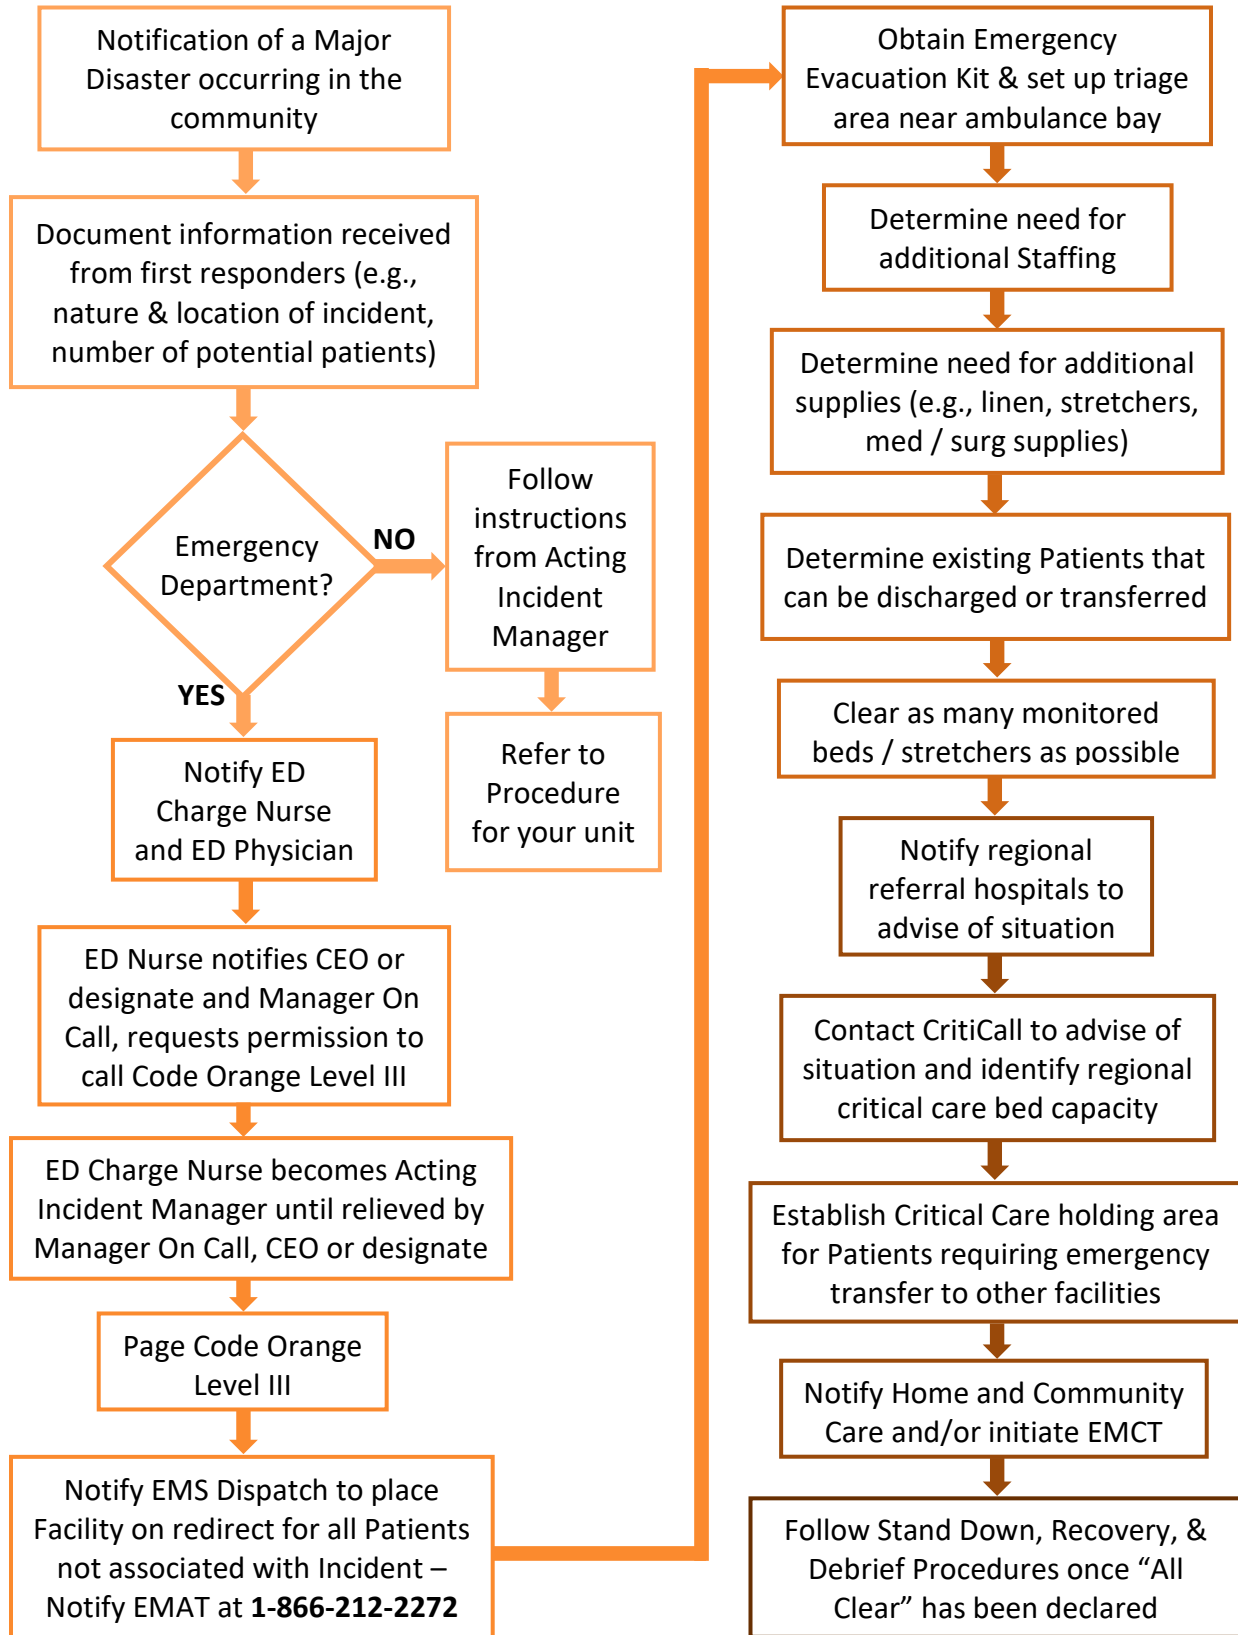 Notification of a Major
Disaster occurring in the
community
Document information received
from first responders (e.g.,
nature & location of incident,
number of potential patients)
Emergency
Department?
NO
Follow
instructions
from Acting
Incident
Manager
Refer to
Procedure
for your unit
YES
Notify ED
Charge Nurse
and ED Physician
ED Nurse notifies CEO or
designate and Manager On
Call, requests permission to
call Code Orange Level III
ED Charge Nurse becomes Acting
Incident Manager until relieved by
Manager On Call, CEO or designate
Page Code Orange
Level III
Notify EMS Dispatch to place
Facility on redirect for all Patients
not associated with Incident –
Notify EMAT at 1-866-212-2272
Obtain Emergency
Evacuation Kit & set up triage
area near ambulance bay
Determine need for
additional Staffing
Determine need for additional
supplies (e.g., linen, stretchers,
med / surg supplies)
Determine existing Patients that
can be discharged or transferred
Clear as many monitored
beds / stretchers as possible
Notify regional
referral hospitals to
advise of situation
Contact CritiCall to advise of
situation and identify regional
critical care bed capacity
Establish Critical Care holding area
for Patients requiring emergency
transfer to other facilities
Notify Home and Community
Care and/or initiate EMCT
Follow Stand Down, Recovery, &
Debrief Procedures once “All
Clear” has been declared